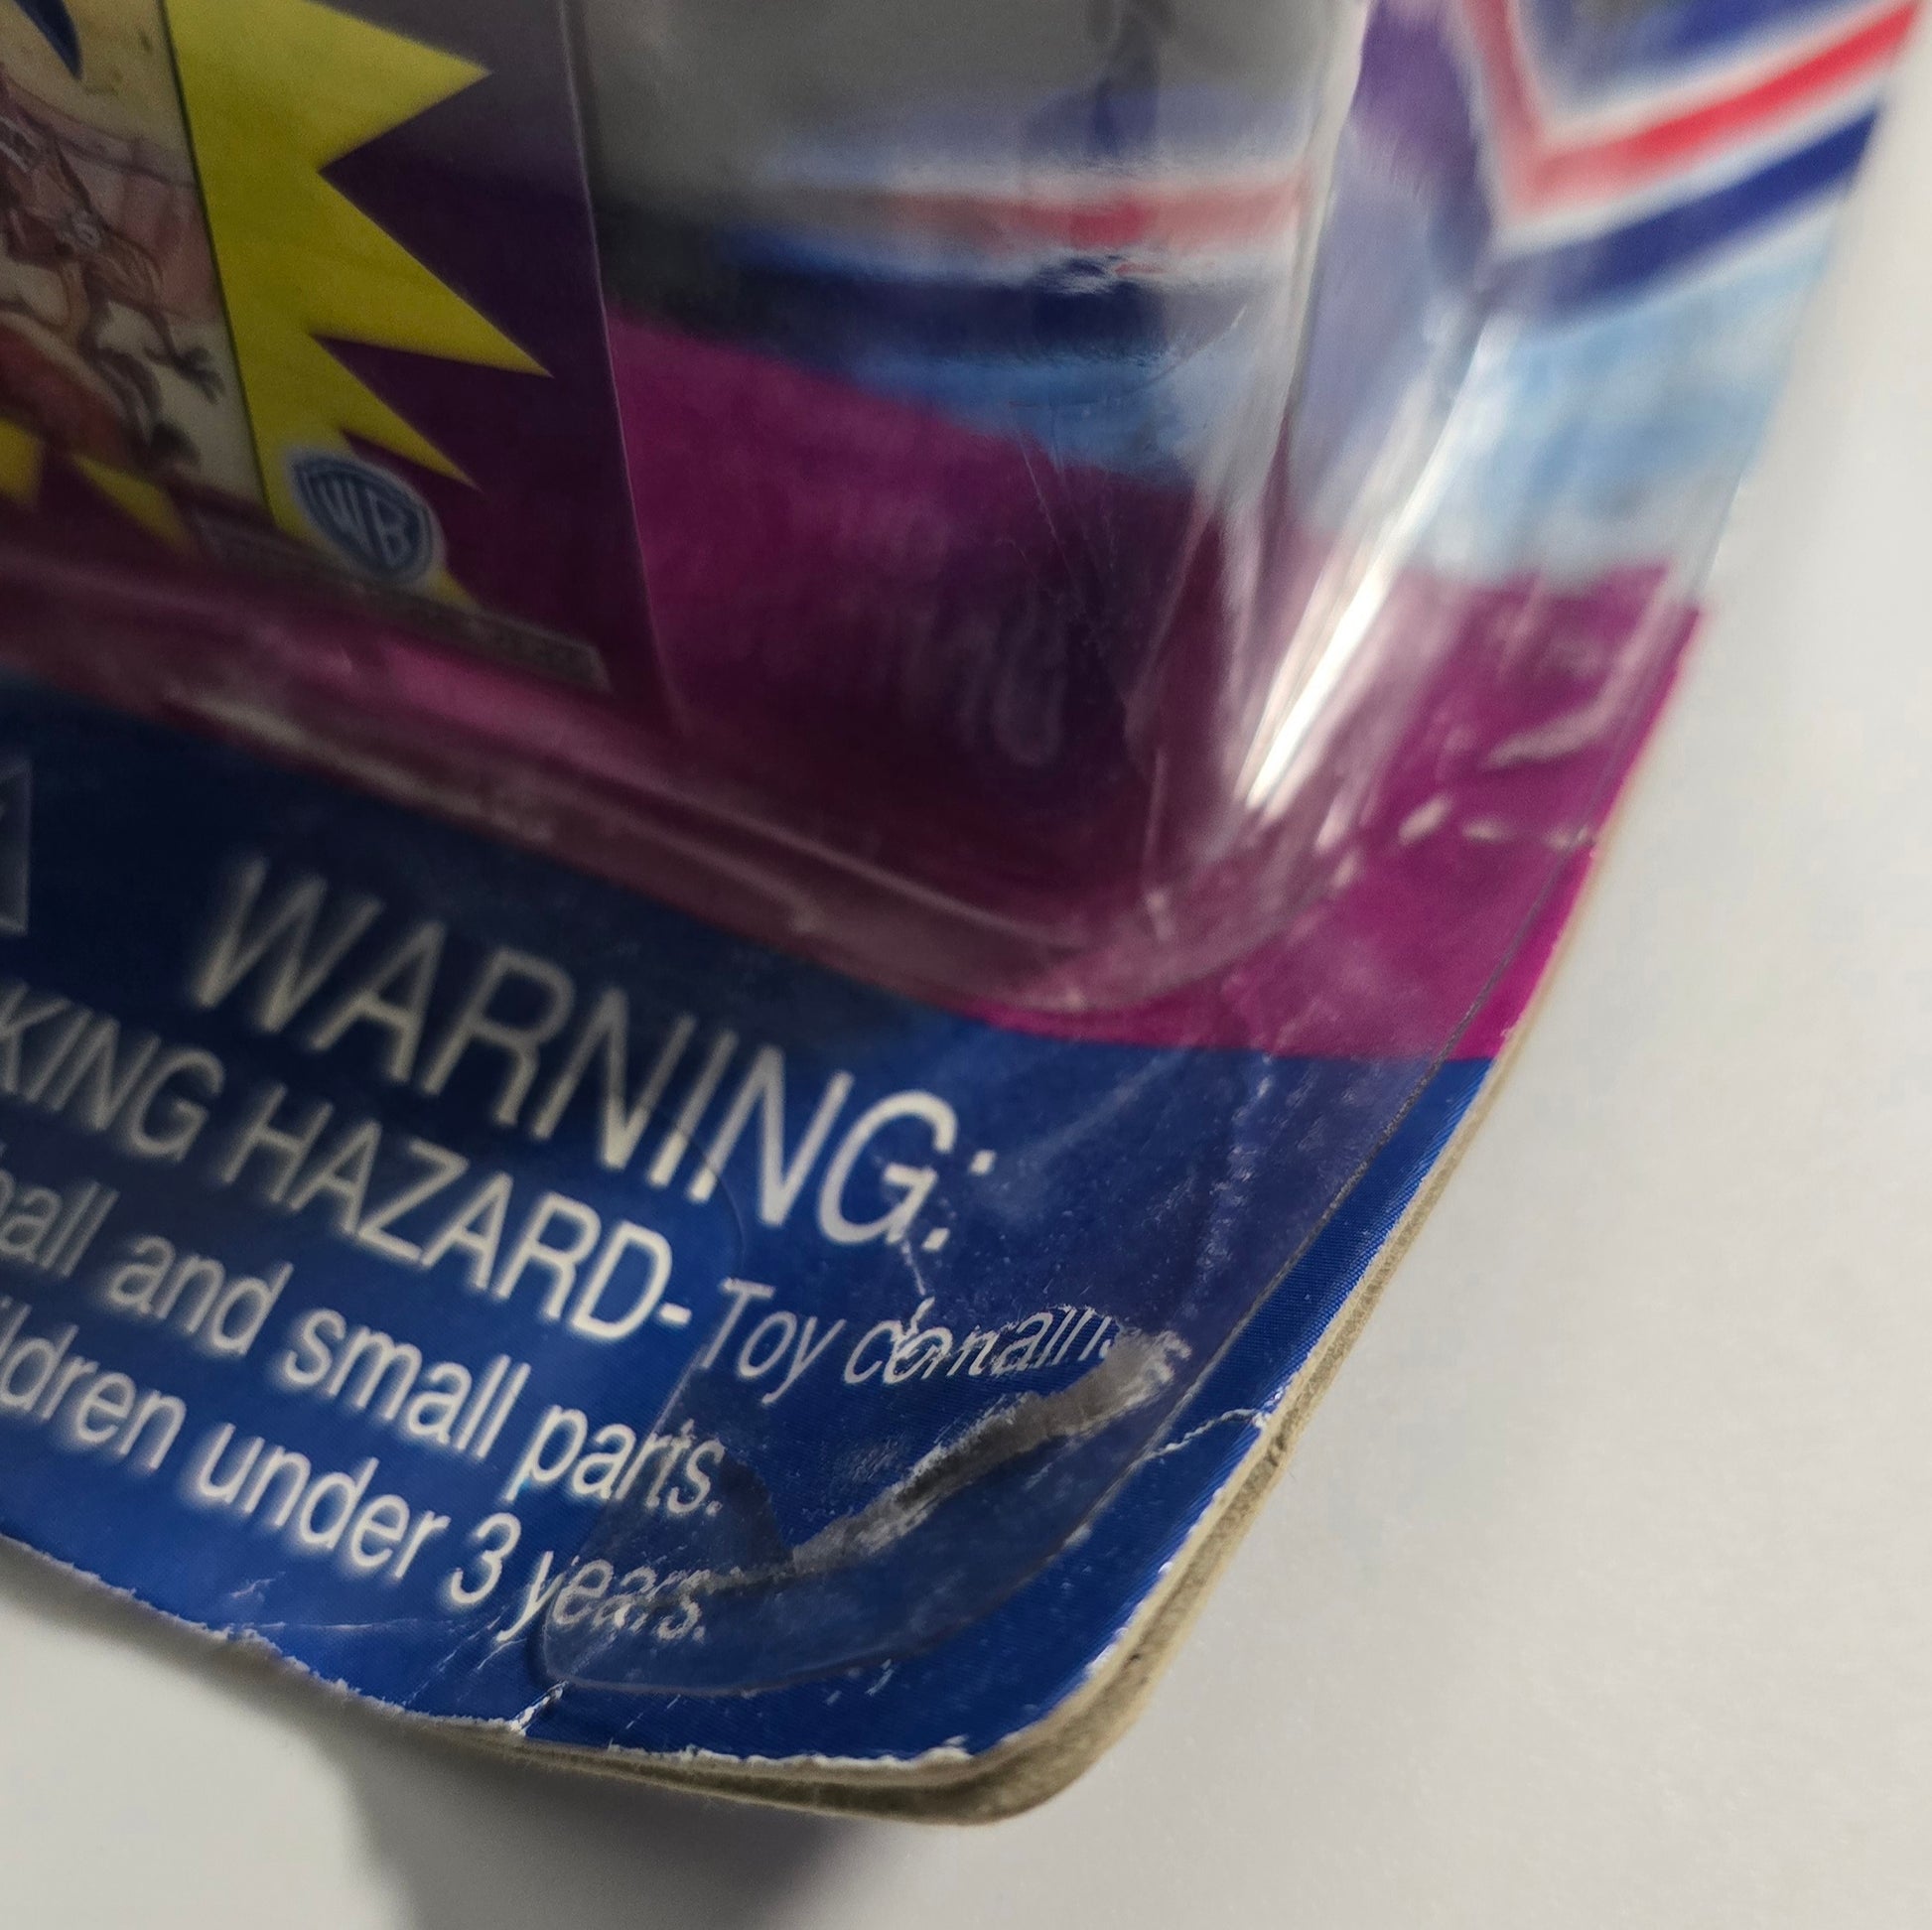 WB
WARNING:
KING HAZARD-Toy contains
all and small parts.
ldren under 3 years.